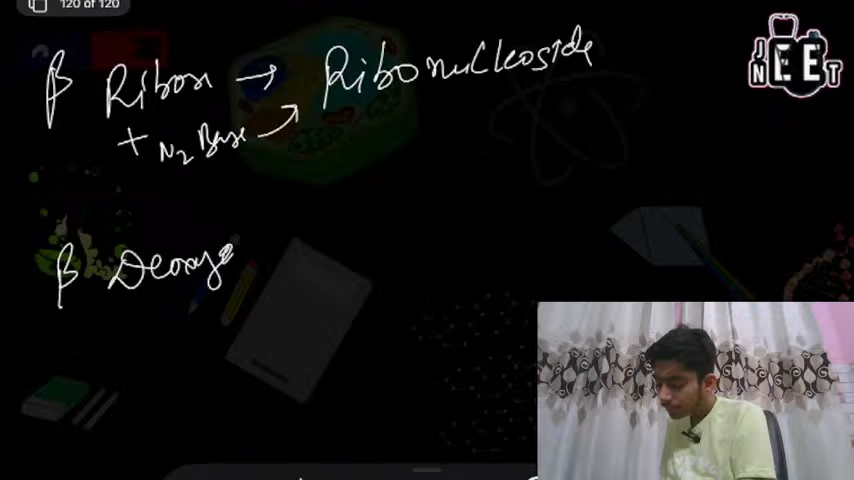 120 of 120
β Ribose → Ribonucleoside
+ N2 Base
β Deoxy
J
NEET